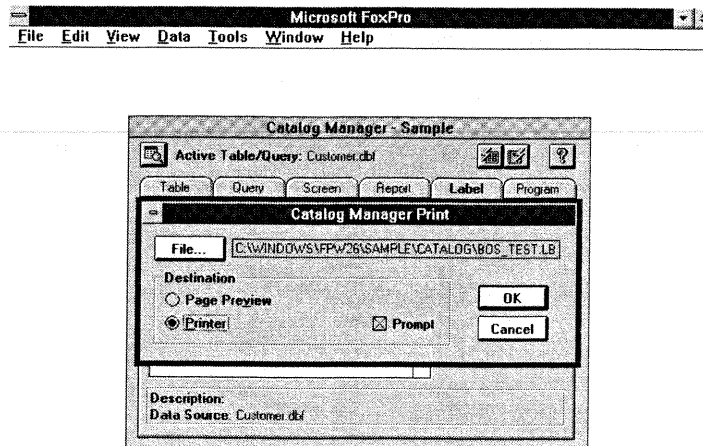 Microsoft FoxPro
File Edit View Data Tools Window Help
Catalog Manager - Sample
Active Table/Query: Customer.dbf
?
Table Query Screen Report Label Program
Catalog Manager Print
File... C:\WINDOWS\FPW26\SAMPLE\CATALOG\BOS_TEST.LB
Destination
Page Preview
Printer
Prompt
OK
Cancel
Description:
Data Source: Customer.dbf